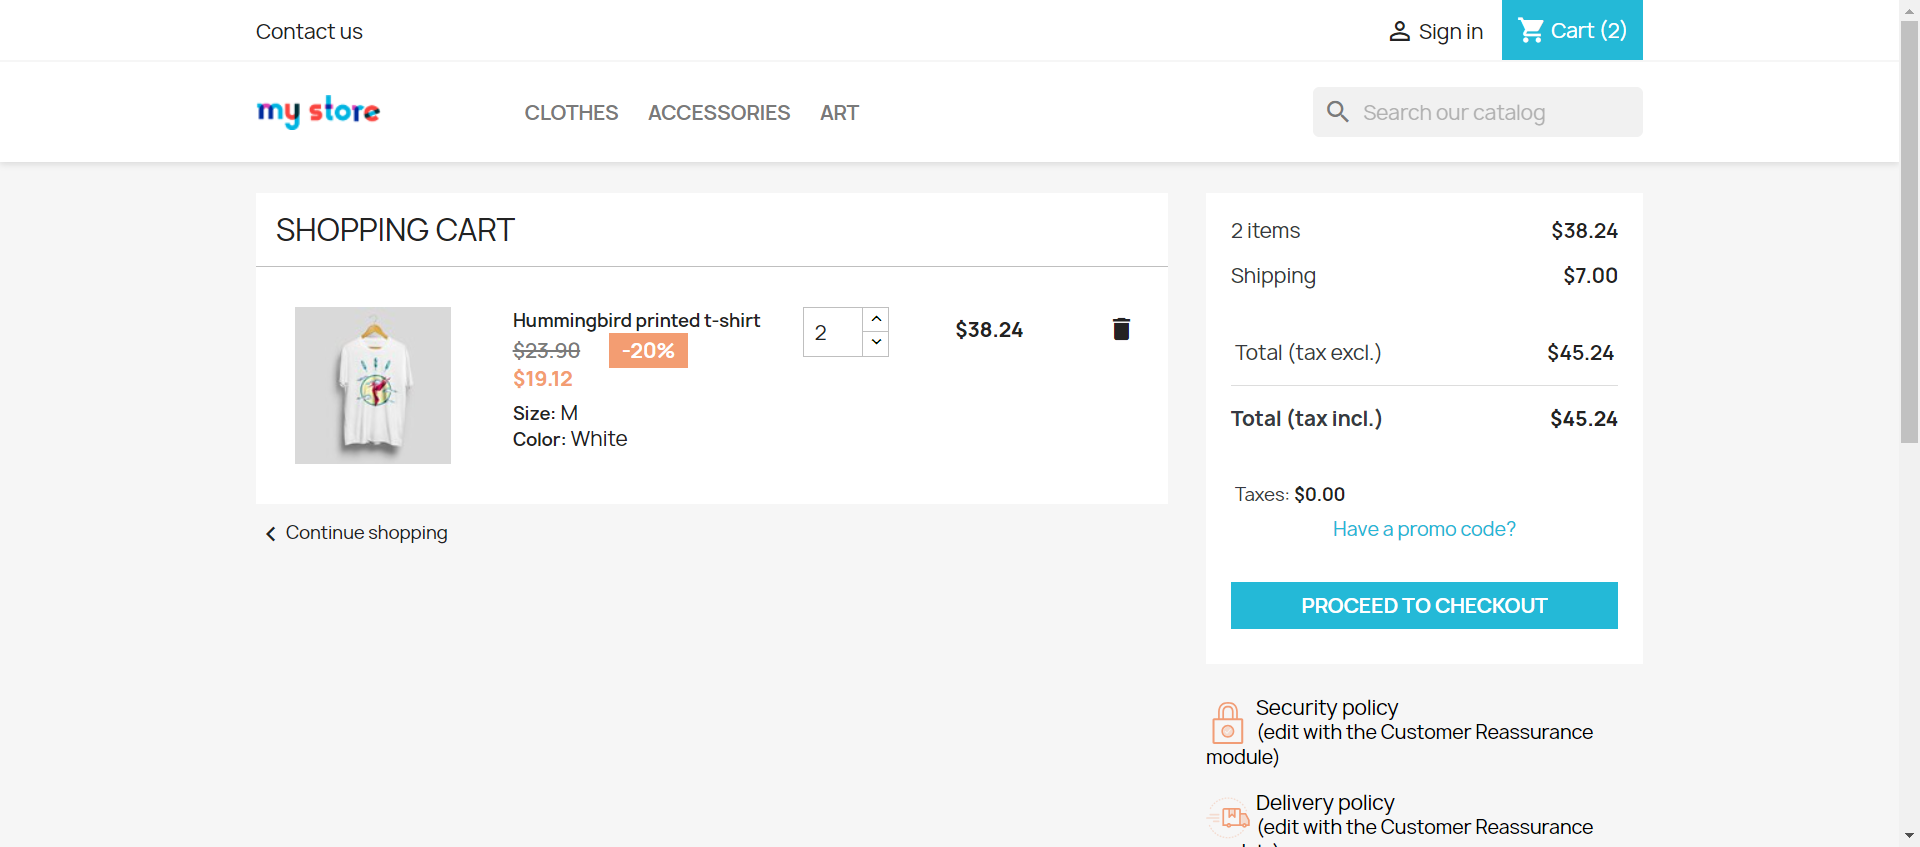 Contact us
Sign in
Cart (2)
my store
CLOTHES
ACCESSORIES
ART
Search our catalog
SHOPPING CART
Hummingbird printed t-shirt
$23.90
-20%
$19.12
Size: M
Color: White
2
$38.24
Continue shopping
2 items
$38.24
Shipping
$7.00
Total (tax excl.)
$45.24
Total (tax incl.)
$45.24
Taxes: $0.00
Have a promo code?
PROCEED TO CHECKOUT
Security policy
(edit with the Customer Reassurance
module)
Delivery policy
(edit with the Customer Reassurance